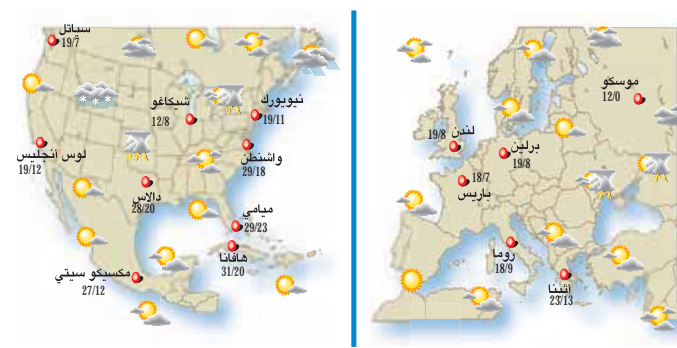 سياتل
19/7
شيكاغو
12/8
نيويورك
19/11
لوس أنجليس
19/12
واشنطن
29/18
دالاس
28/20
ميامي
29/23
هافانا
31/20
مكسيكو سيتي
27/12
موسكو
12/0
لندن
19/8
برلين
19/8
18/7
باريس
روما
18/9
أثينا
23/13